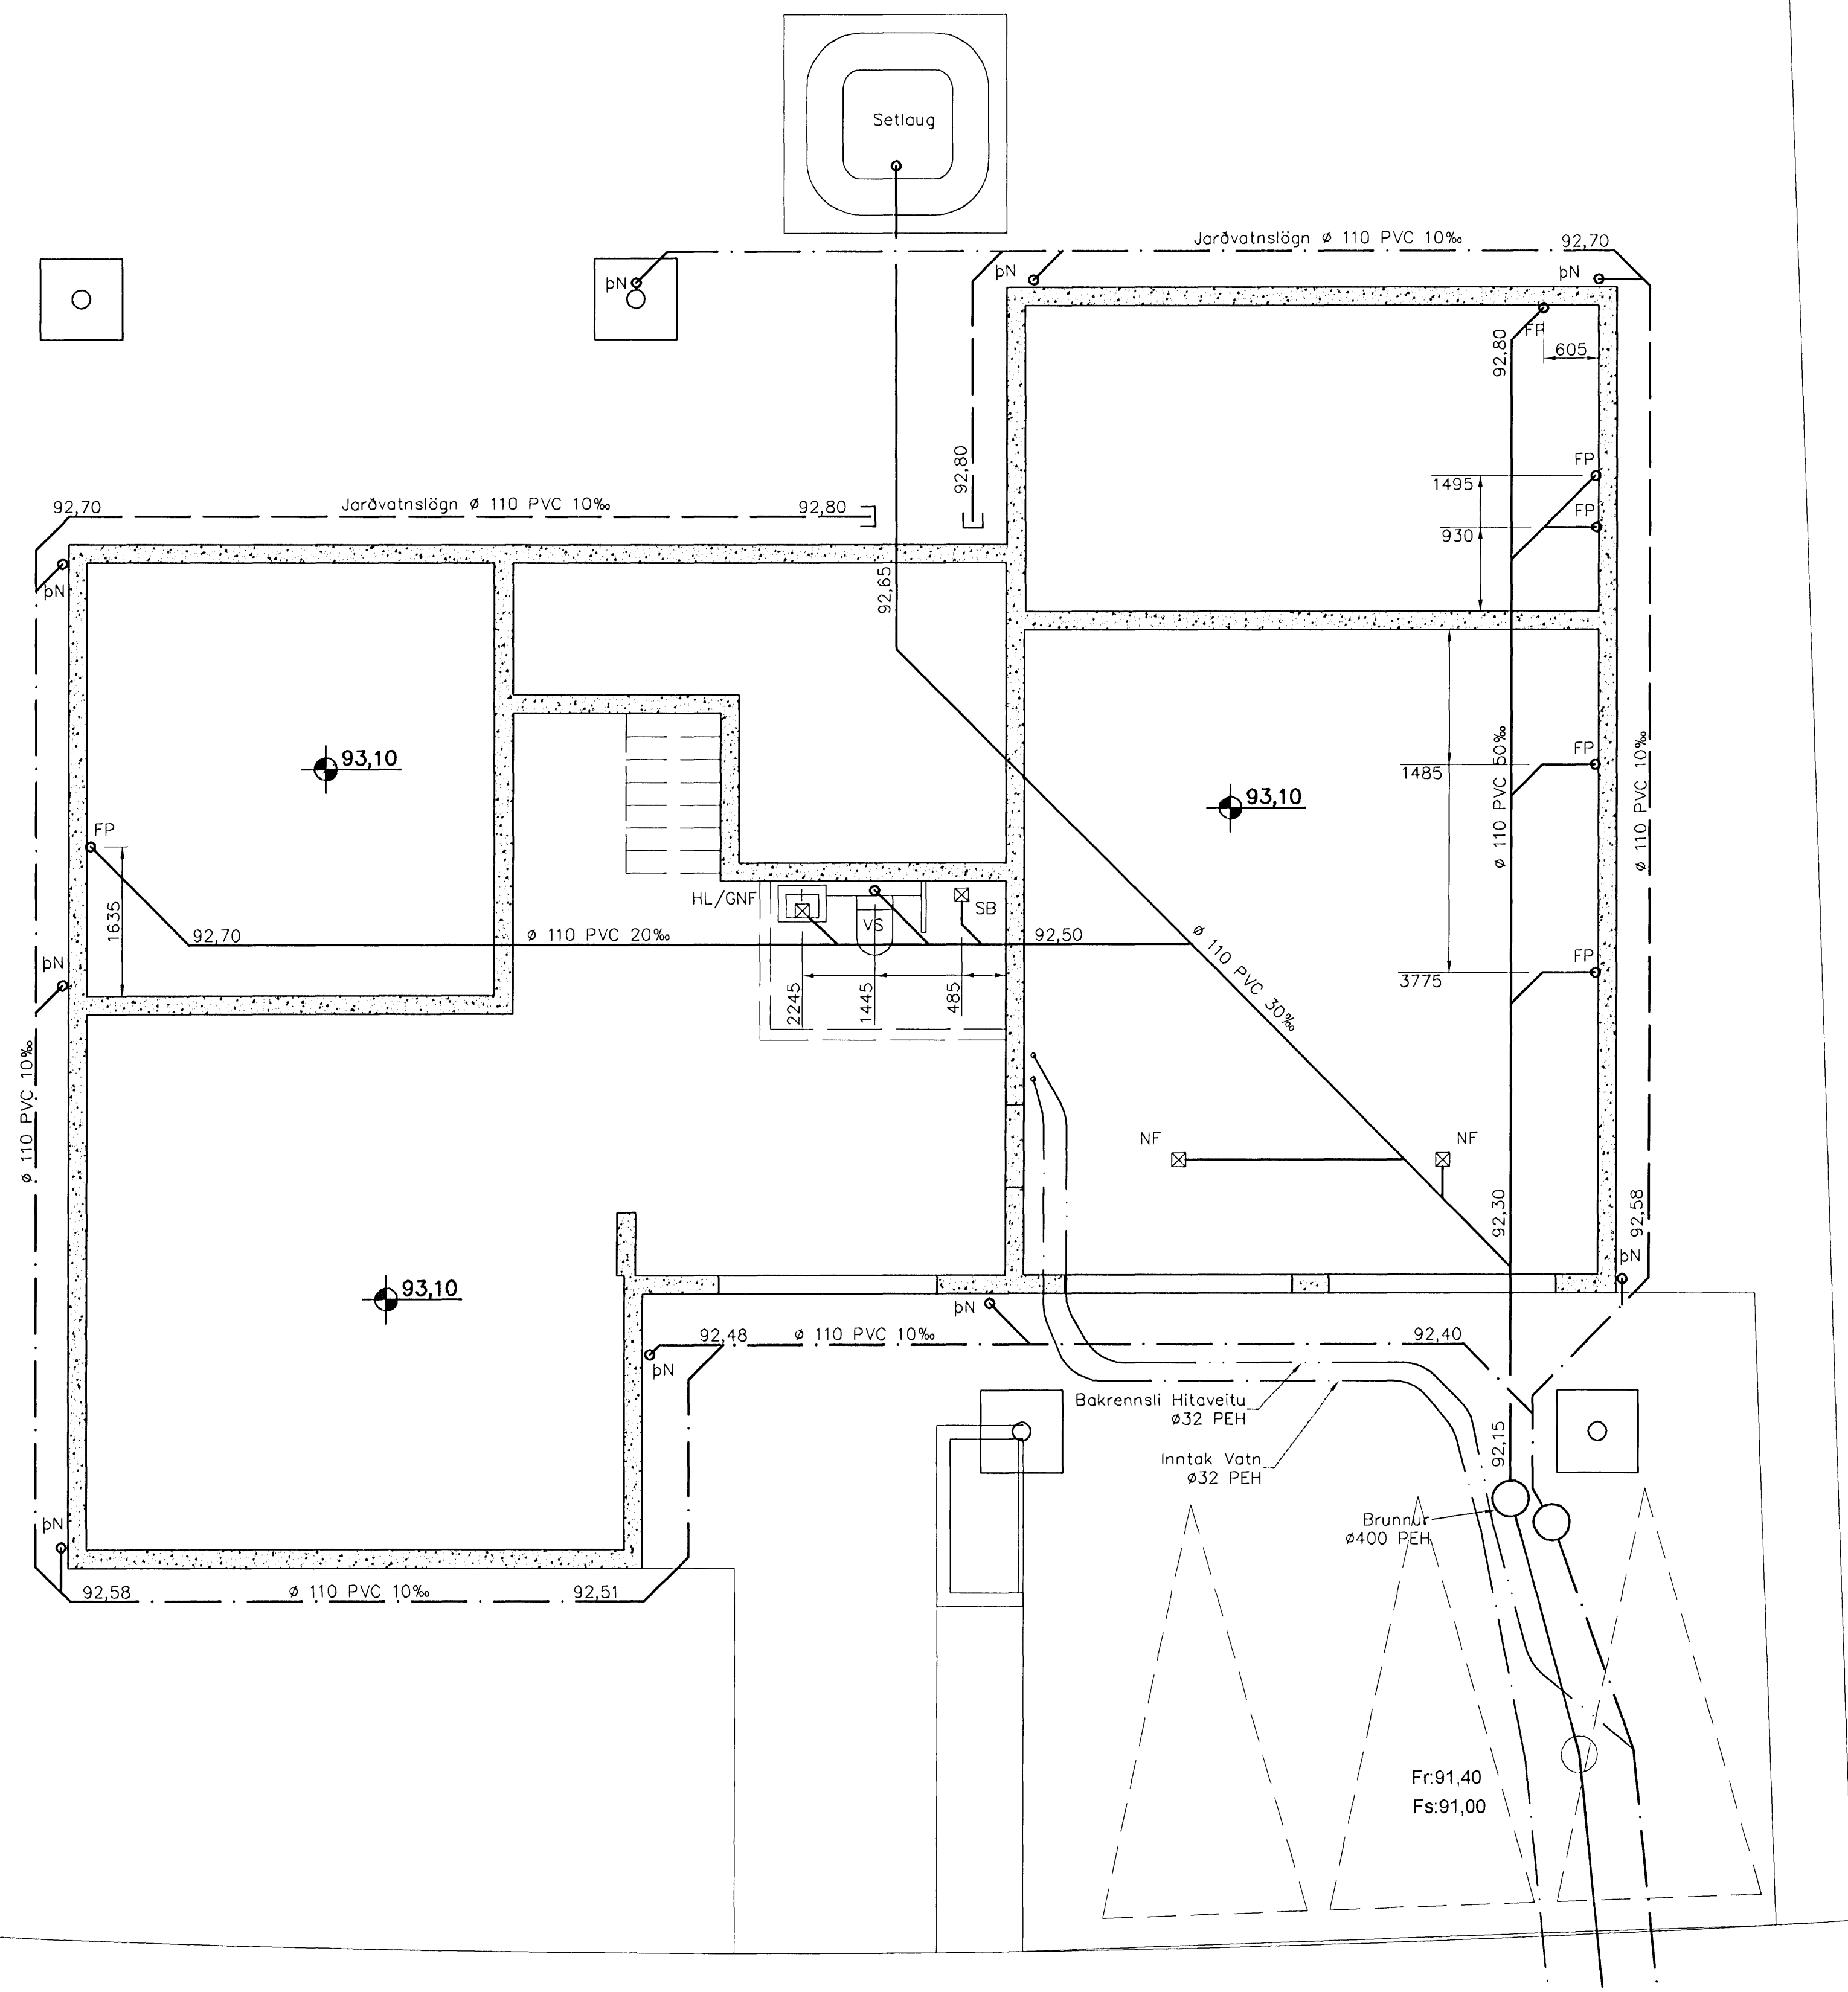 Setlaug
Jarðvatnslögn ø 110 PVC 10‰
92,70
þN
þN
þN
FP
92,80
605
92,80
FP
1495
FP
930
92,70
Jarðvatnslögn ø 110 PVC 10‰
92,80
þN
92,65
93,10
93,10
FP
1485
ø 110 PVC 50‰
ø 110 PVC 10‰
FP
1635
HL/GNF
VS
SB
92,70
ø 110 PVC 20‰
92,50
ø 110 PVC 30‰
þN
2245
1445
485
FP
3775
ø 110 PVC 10‰
NF
NF
92,30
92,58
þN
93,10
þN
92,48
ø 110 PVC 10‰
92,40
þN
Bakrennsli Hitaveitu
ø32 PEH
Inntak Vatn
ø32 PEH
92,15
Brunnur
ø400 PEH
þN
92,58
ø 110 PVC 10‰
92,51
Fr:91,40
Fs:91,00